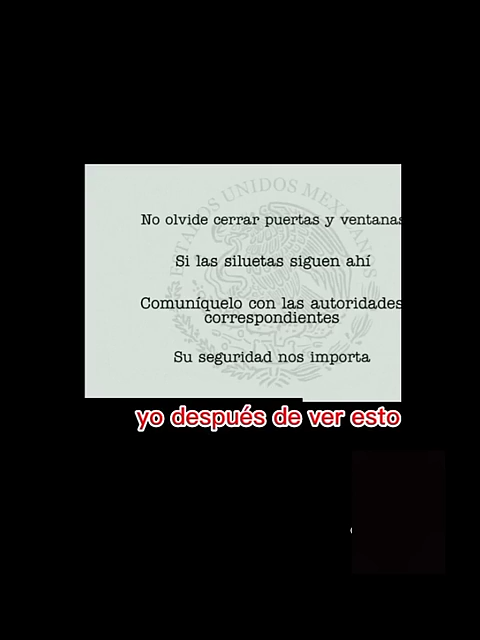 ESTADOS UNIDOS MEXICANOS
No olvide cerrar puertas y ventanas
Si las siluetas siguen ahí
Comuníquelo con las autoridades
correspondientes
Su seguridad nos importa
yo después de ver esto